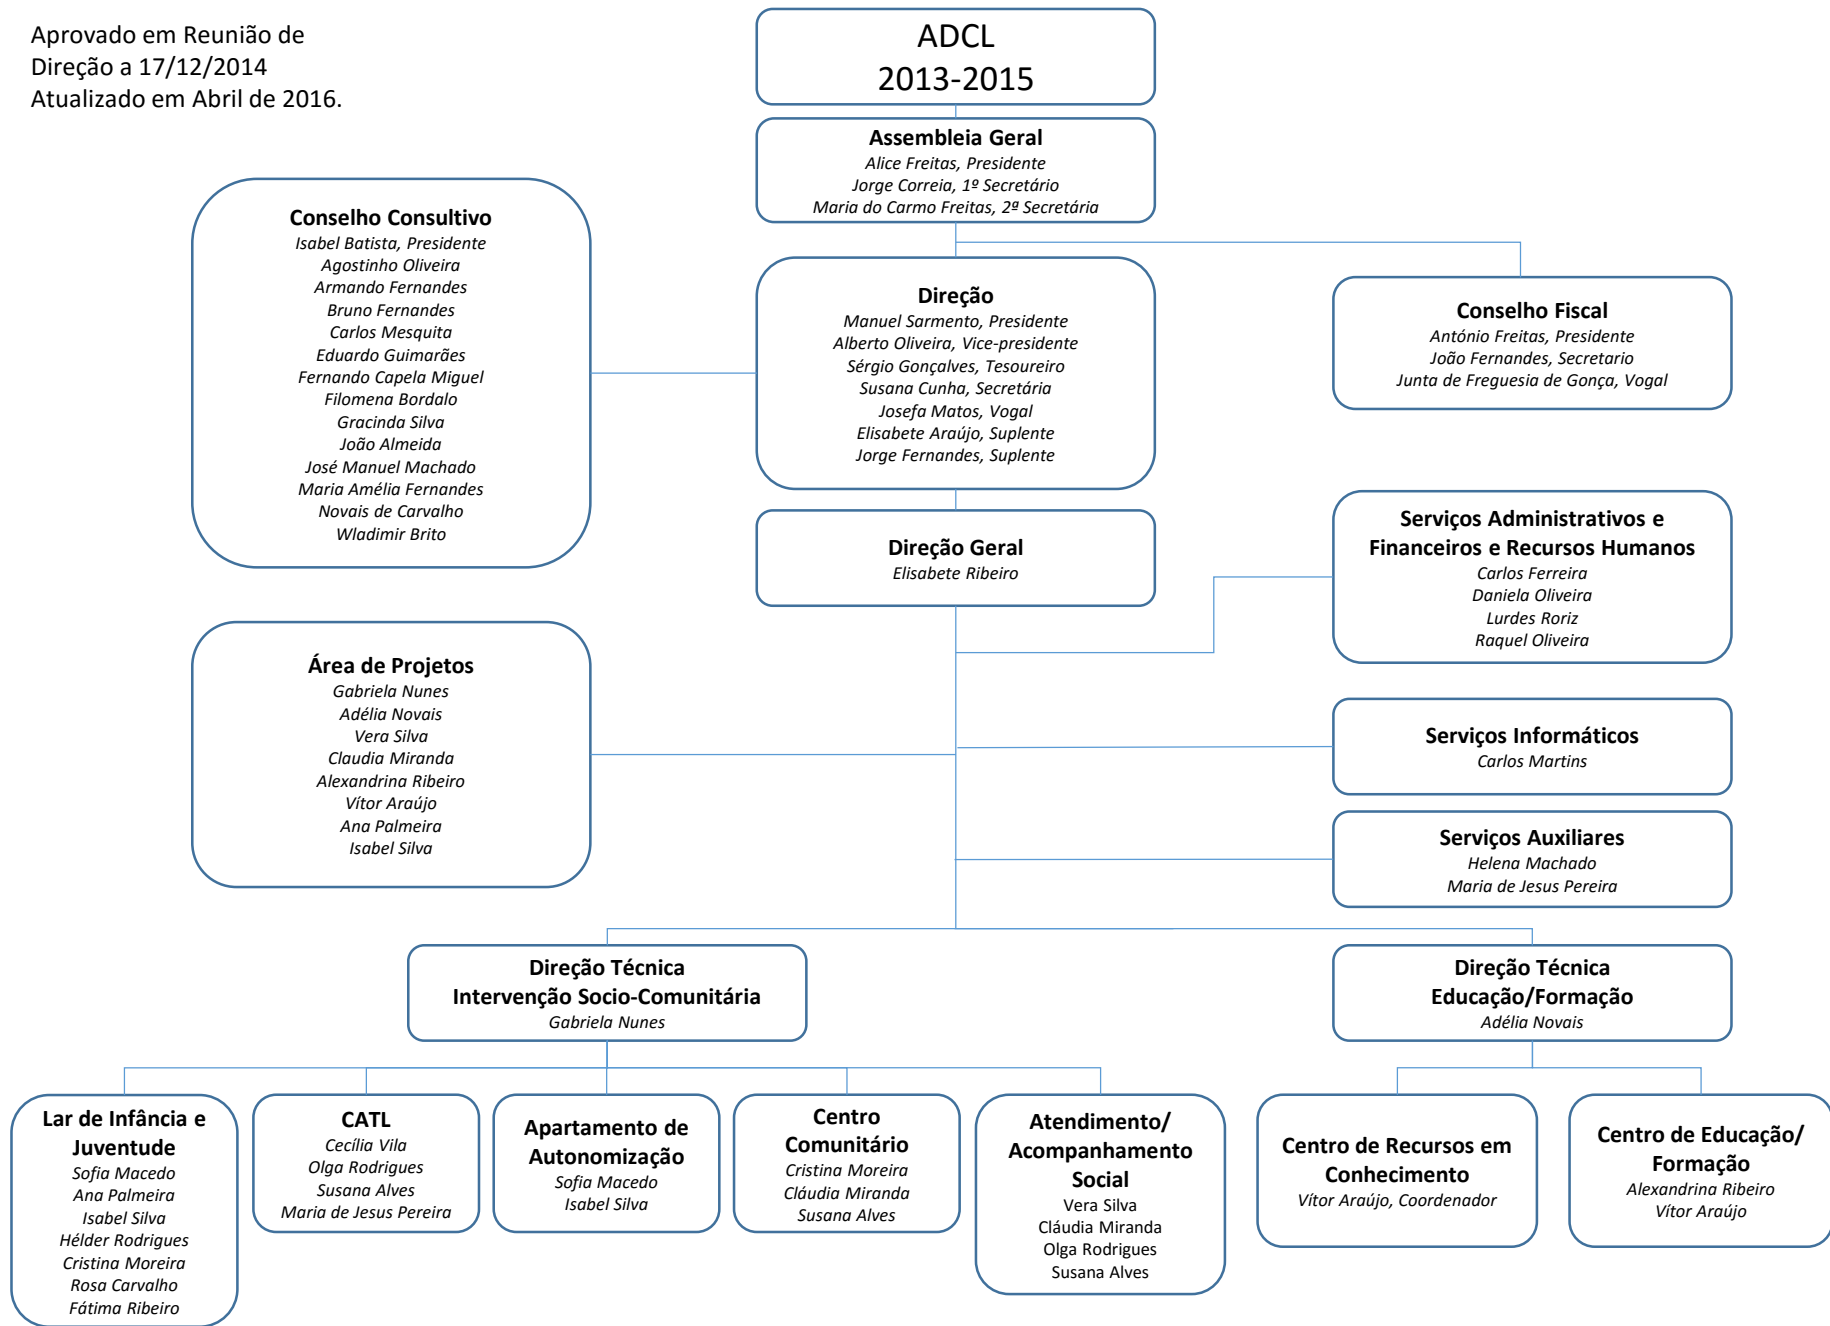 Aprovado em Reunião de
Direção a 17/12/2014
Atualizado em Abril de 2016.
ADCL
2013-2015
Assembleia Geral
Alice Freitas, Presidente
Jorge Correia, 1º Secretário
Maria do Carmo Freitas, 2ª Secretária
Conselho Consultivo
Isabel Batista, Presidente
Agostinho Oliveira
Armando Fernandes
Bruno Fernandes
Carlos Mesquita
Eduardo Guimarães
Fernando Capela Miguel
Filomena Bordalo
Gracinda Silva
João Almeida
José Manuel Machado
Maria Amélia Fernandes
Novais de Carvalho
Wladimir Brito
Direção
Manuel Sarmento, Presidente
Alberto Oliveira, Vice-presidente
Sérgio Gonçalves, Tesoureiro
Susana Cunha, Secretária
Josefa Matos, Vogal
Elisabete Araújo, Suplente
Jorge Fernandes, Suplente
Conselho Fiscal
António Freitas, Presidente
João Fernandes, Secretario
Junta de Freguesia de Gonça, Vogal
Direção Geral
Elisabete Ribeiro
Serviços Administrativos e
Financeiros e Recursos Humanos
Carlos Ferreira
Daniela Oliveira
Lurdes Roriz
Raquel Oliveira
Área de Projetos
Gabriela Nunes
Adélia Novais
Vera Silva
Claudia Miranda
Alexandrina Ribeiro
Vítor Araújo
Ana Palmeira
Isabel Silva
Serviços Informáticos
Carlos Martins
Serviços Auxiliares
Helena Machado
Maria de Jesus Pereira
Direção Técnica
Intervenção Socio-Comunitária
Gabriela Nunes
Direção Técnica
Educação/Formação
Adélia Novais
Lar de Infância e
Juventude
Sofia Macedo
Ana Palmeira
Isabel Silva
Hélder Rodrigues
Cristina Moreira
Rosa Carvalho
Fátima Ribeiro
CATL
Cecília Vila
Olga Rodrigues
Susana Alves
Maria de Jesus Pereira
Apartamento de
Autonomização
Sofia Macedo
Isabel Silva
Centro
Comunitário
Cristina Moreira
Cláudia Miranda
Susana Alves
Atendimento/
Acompanhamento
Social
Vera Silva
Cláudia Miranda
Olga Rodrigues
Susana Alves
Centro de Recursos em
Conhecimento
Vítor Araújo, Coordenador
Centro de Educação/
Formação
Alexandrina Ribeiro
Vítor Araújo